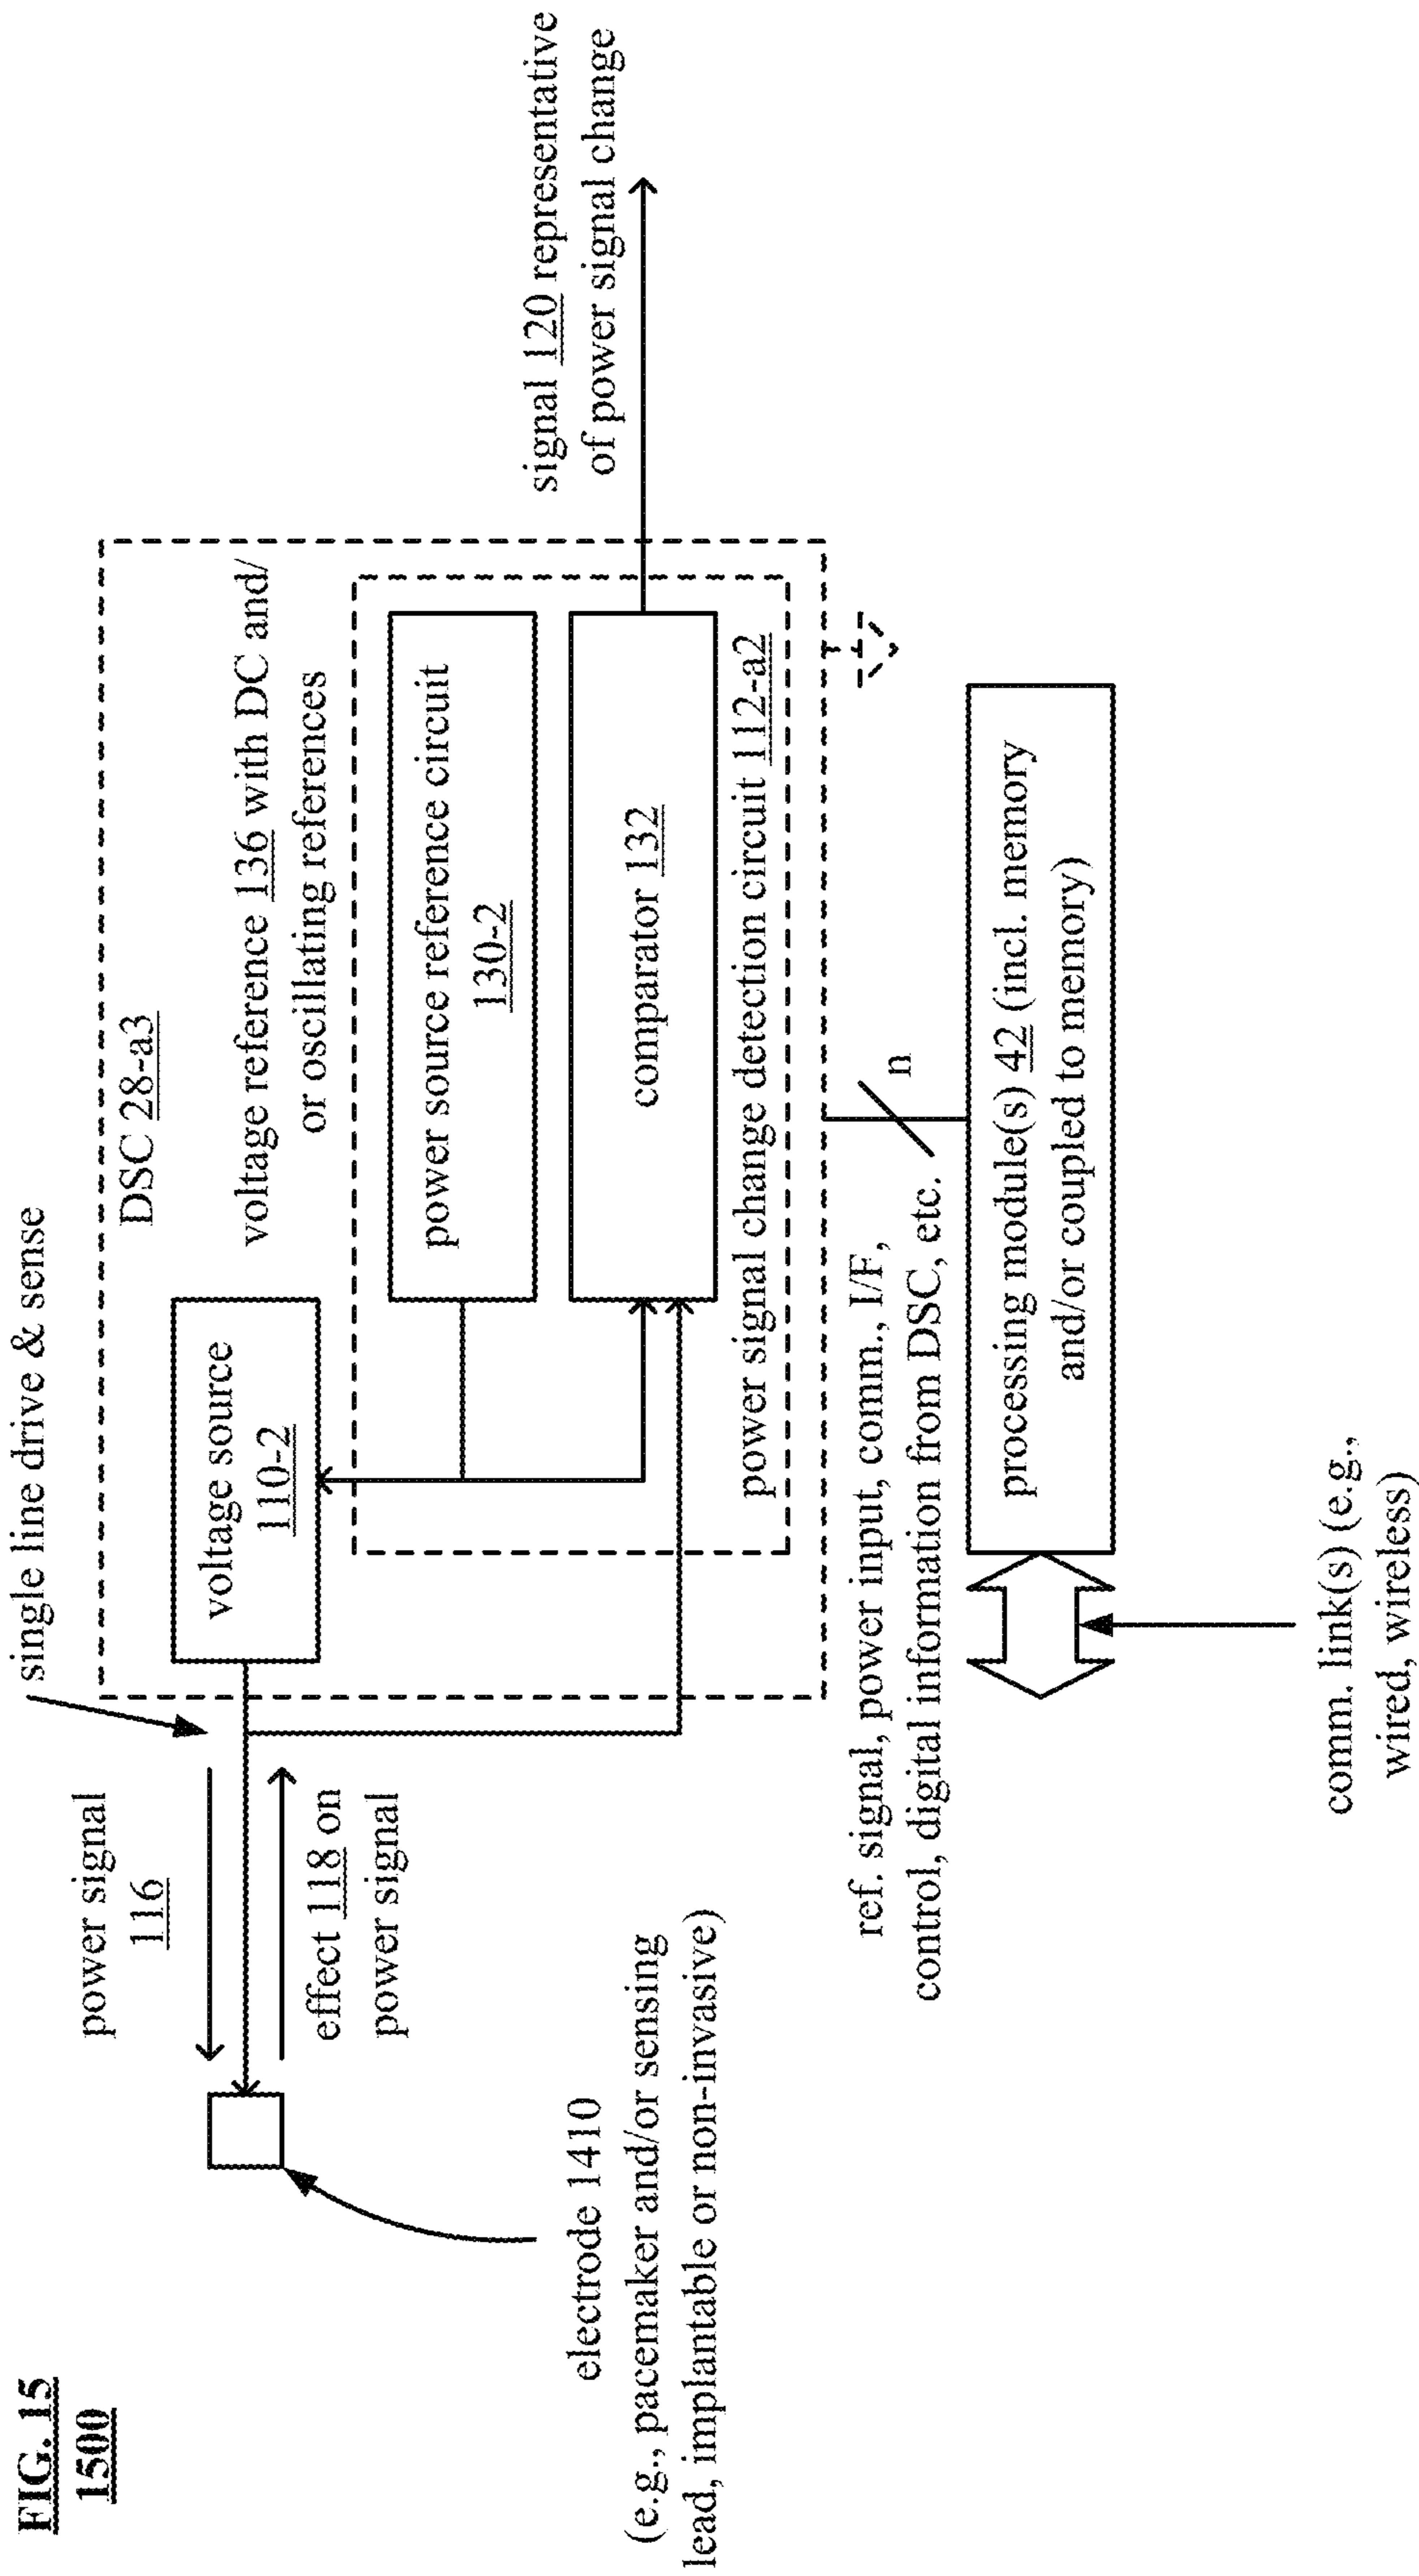 FIG. 15
1500
single line drive & sense
power signal
116
effect 118 on
power signal
electrode 1410
(e.g., pacemaker and/or sensing
lead, implantable or non-invasive)
DSC 28-a3
voltage source
110-2
voltage reference 136 with DC and/
or oscillating references
power source reference circuit
130-2
comparator 132
power signal change detection circuit 112-a2
signal 120 representative
of power signal change
ref. signal, power input, comm., I/F,
control, digital information from DSC, etc.
n
processing module(s) 42 (incl. memory
and/or coupled to memory)
comm. link(s) (e.g.,
wired, wireless)